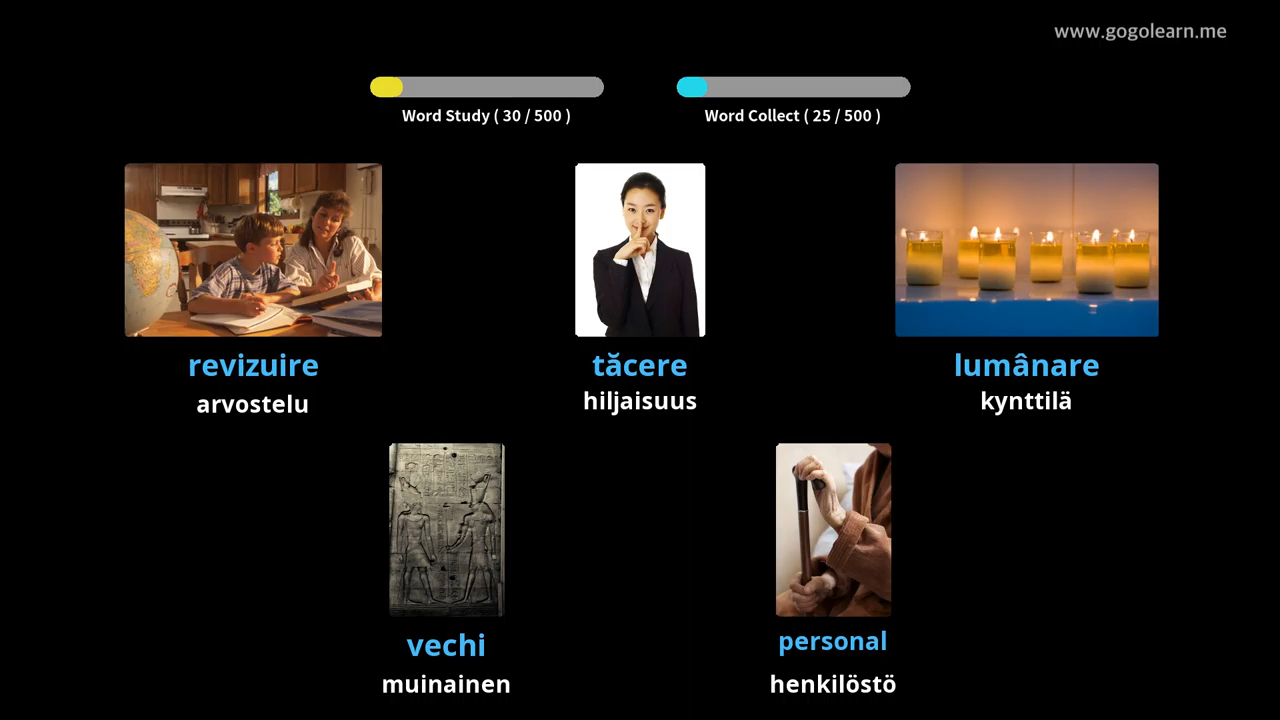 www.gogolearn.me
Word Study ( 30 / 500 )
Word Collect ( 25 / 500 )
revizuire
arvostelu
tăcere
hiljaisuus
lumânare
kynttilä
vechi
muinainen
personal
henkilöstö